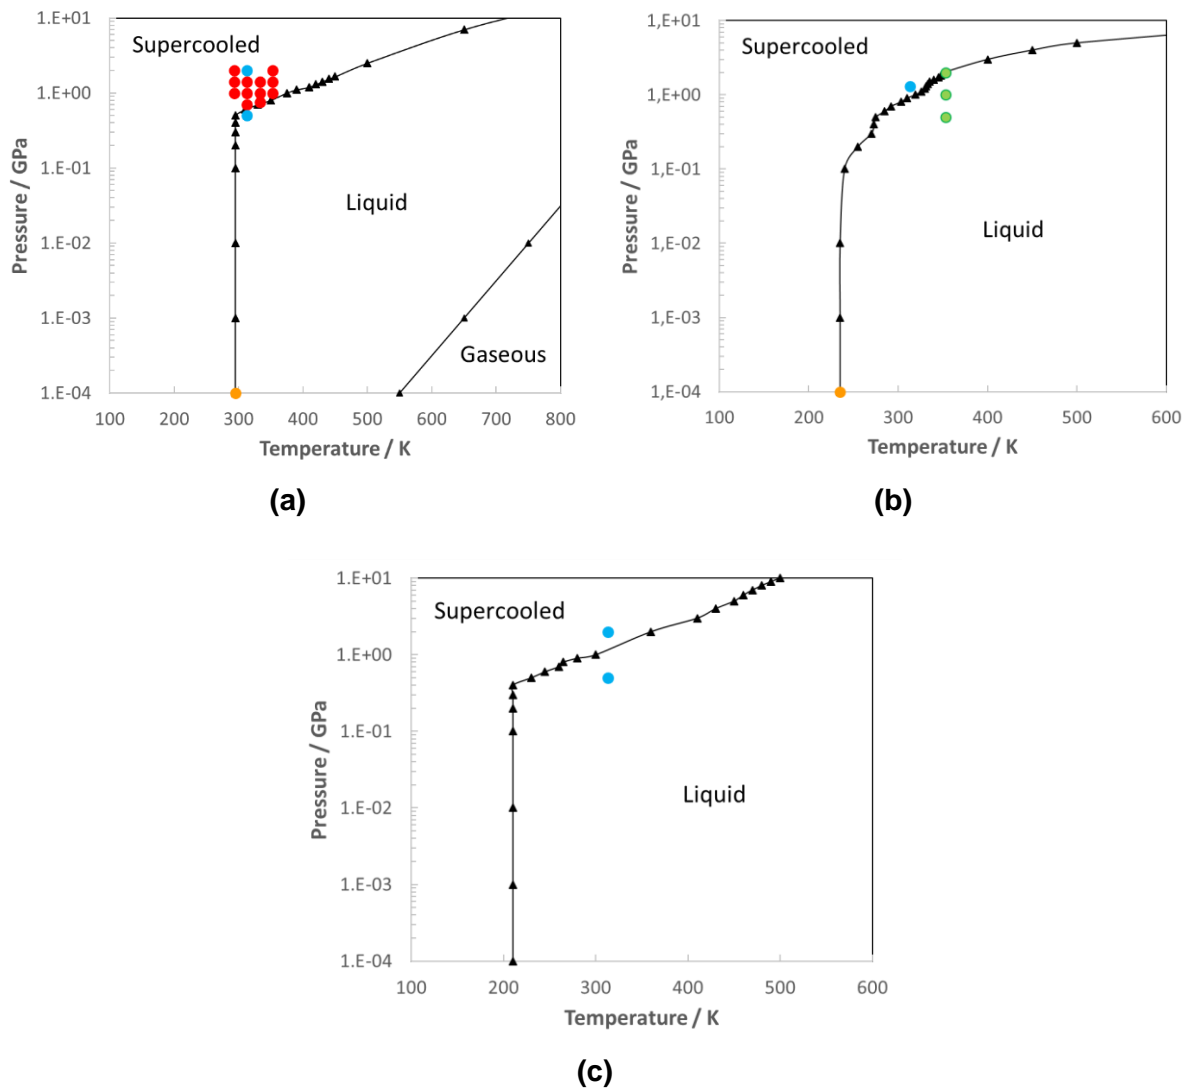 1.E+01
Supercooled
1.E+00
1.E-01
Liquid
1.E-02
1.E-03
Gaseous
1.E-04
Pressure / GPa
100 200 300 400 500 600 700 800
Temperature / K
(a)
1,E+01
Supercooled
1,E+00
1,E-01
Liquid
1,E-02
1,E-03
1,E-04
Pressure / GPa
100 200 300 400 500 600
Temperature / K
(b)
1.E+01
Supercooled
1.E+00
1.E-01
Liquid
1.E-02
1.E-03
1.E-04
Pressure / GPa
100 200 300 400 500 600
Temperature / K
(c)